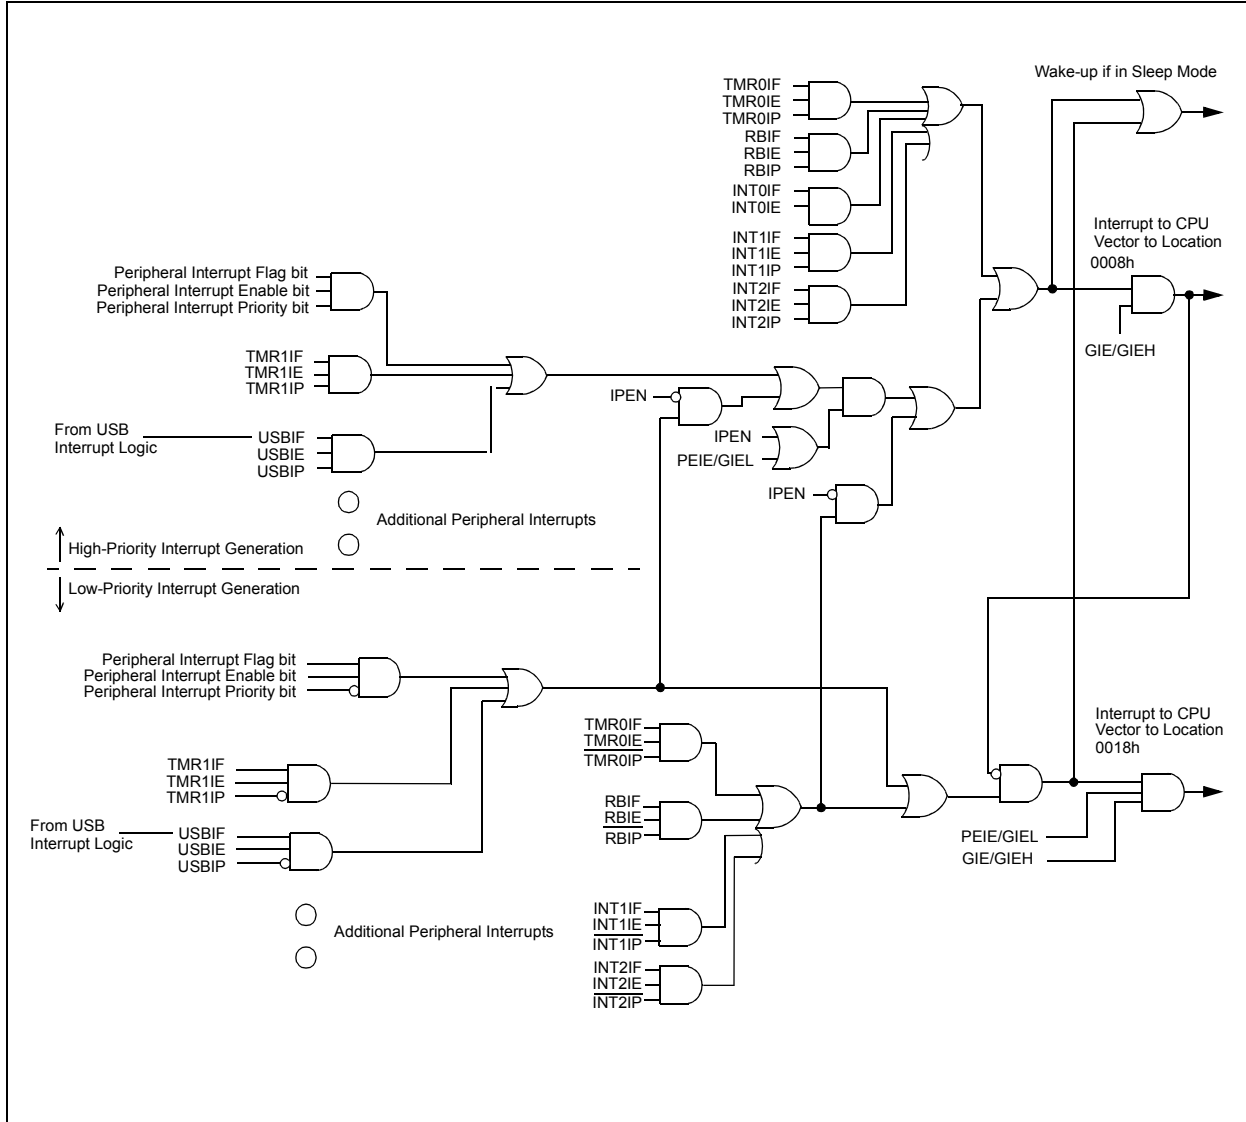 Wake-up if in Sleep Mode
TMR0IF
TMR0IE
TMR0IP
RBIF
RBIE
RBIP
INT0IF
INT0IE
INT1IF
INT1IE
INT1IP
INT2IF
INT2IE
INT2IP
Interrupt to CPU
Vector to Location
0008h
GIE/GIEH
Peripheral Interrupt Flag bit
Peripheral Interrupt Enable bit
Peripheral Interrupt Priority bit
TMR1IF
TMR1IE
TMR1IP
From USB
Interrupt Logic
USBIF
USBIE
USBIP
IPEN
IPEN
PEIE/GIEL
IPEN
Additional Peripheral Interrupts
High-Priority Interrupt Generation
Low-Priority Interrupt Generation
Peripheral Interrupt Flag bit
Peripheral Interrupt Enable bit
Peripheral Interrupt Priority bit
TMR1IF
TMR1IE
TMR1IP
From USB
Interrupt Logic
USBIF
USBIE
USBIP
Additional Peripheral Interrupts
TMR0IF
TMR0IE
TMR0IP
RBIF
RBIE
RBIP
INT1IF
INT1IE
INT1IP
INT2IF
INT2IE
INT2IP
Interrupt to CPU
Vector to Location
0018h
PEIE/GIEL
GIE/GIEH